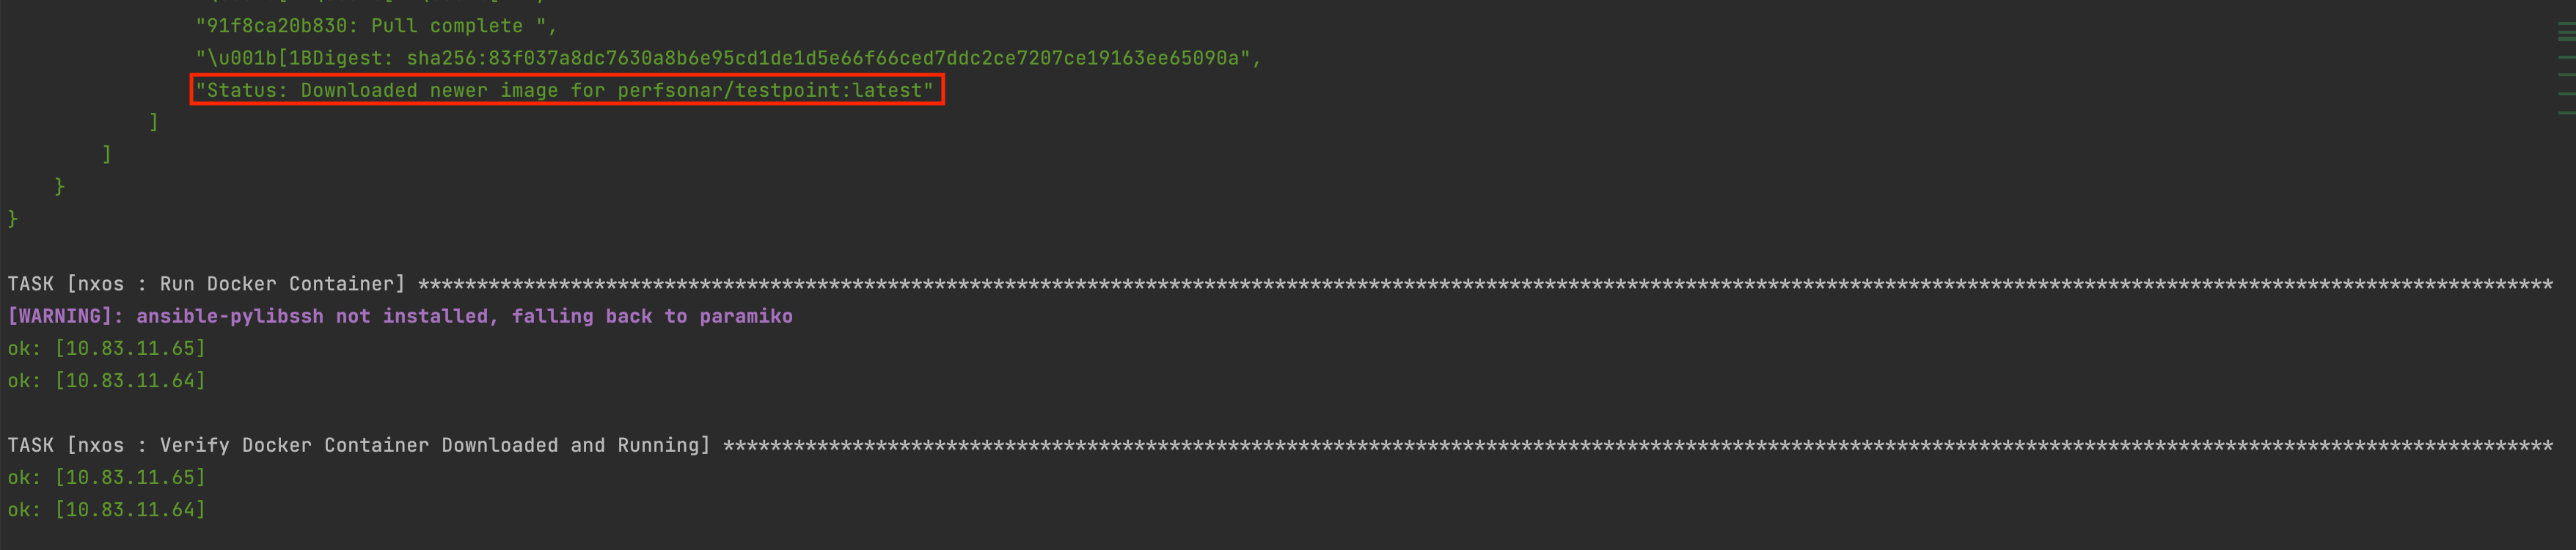 "91f8ca20b830: Pull complete ",
"\u001b[1BDigest: sha256:83f037a8dc7630a8b6e95cd1de1d5e66f66ced7ddc2ce7207ce19163ee65090a",
"Status: Downloaded newer image for perfsonar/testpoint:latest"
]
]
}
}
TASK [nxos : Run Docker Container] **************************************************************************************************************************************************************************************
[WARNING]: ansible-pylibssh not installed, falling back to paramiko
ok: [10.83.11.65]
ok: [10.83.11.64]
TASK [nxos : Verify Docker Container Downloaded and Running] ************************************************************************************************************************************************************
ok: [10.83.11.65]
ok: [10.83.11.64]